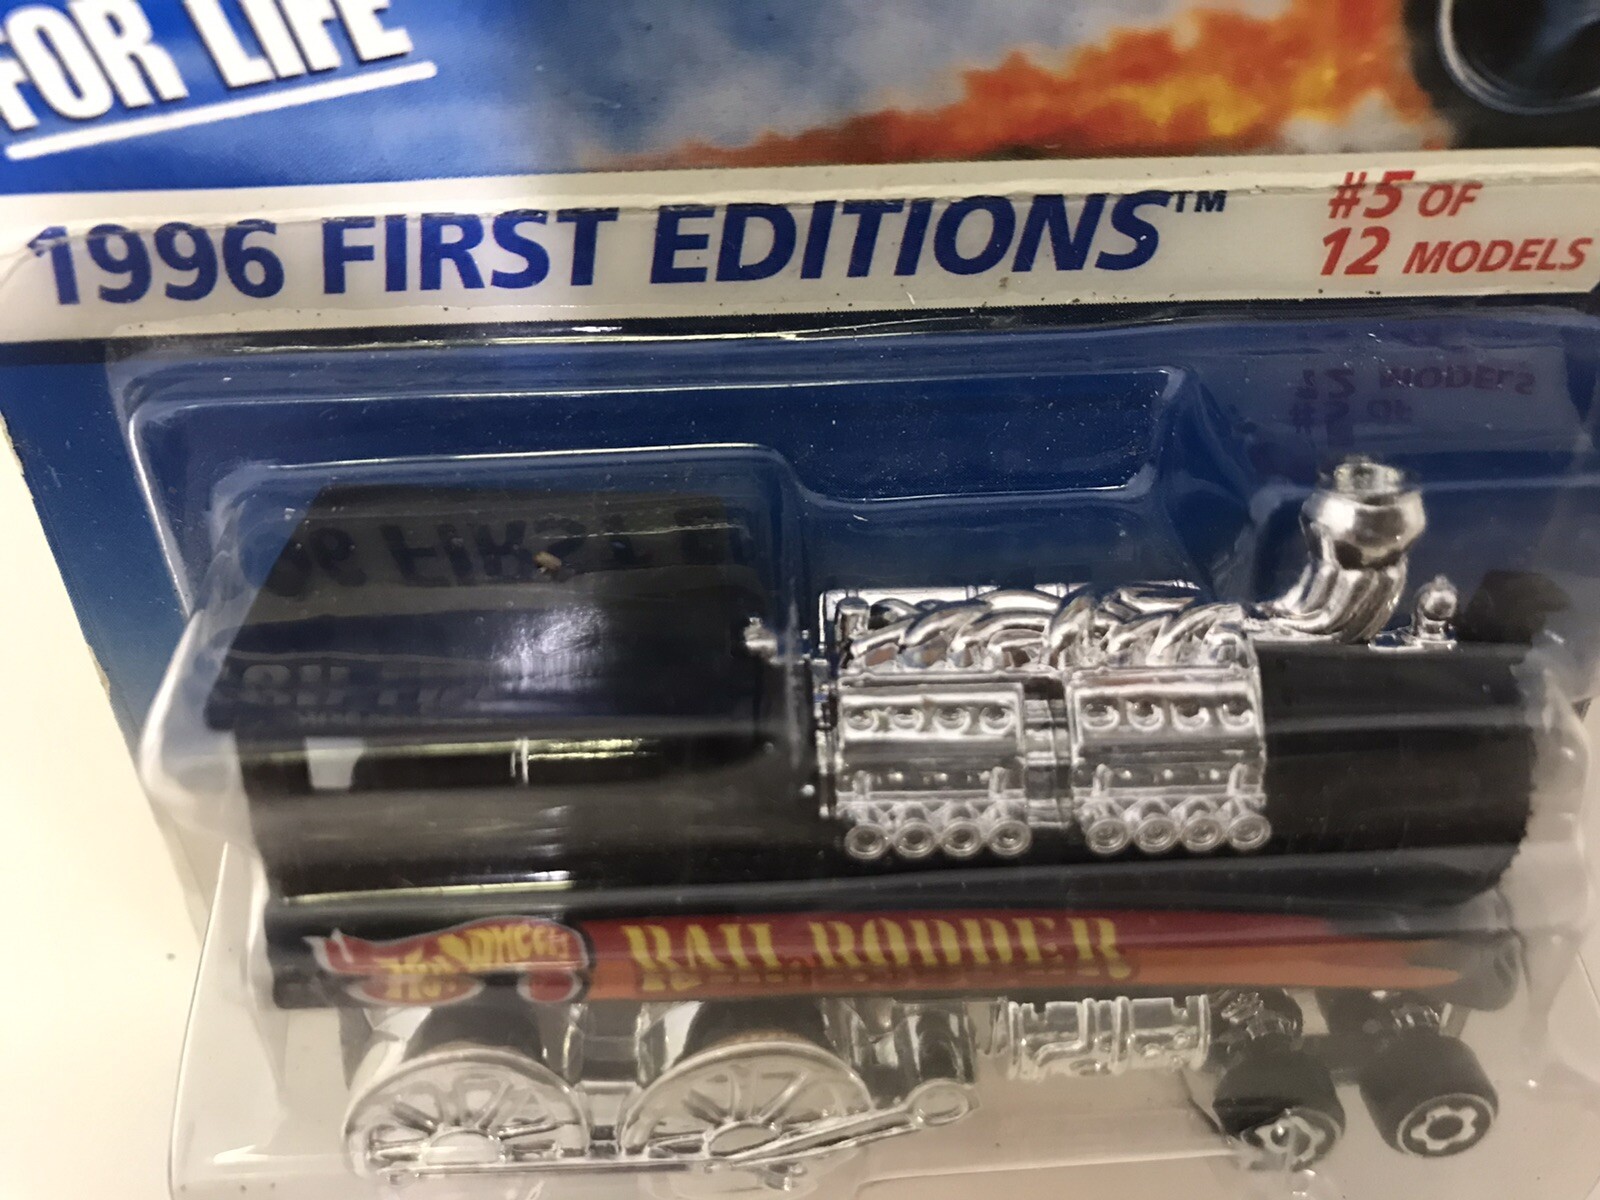 FOR LIFE
1996 FIRST EDITIONS™
#5 OF
12 MODELS
HOT WHEELS
RAIL RODDER